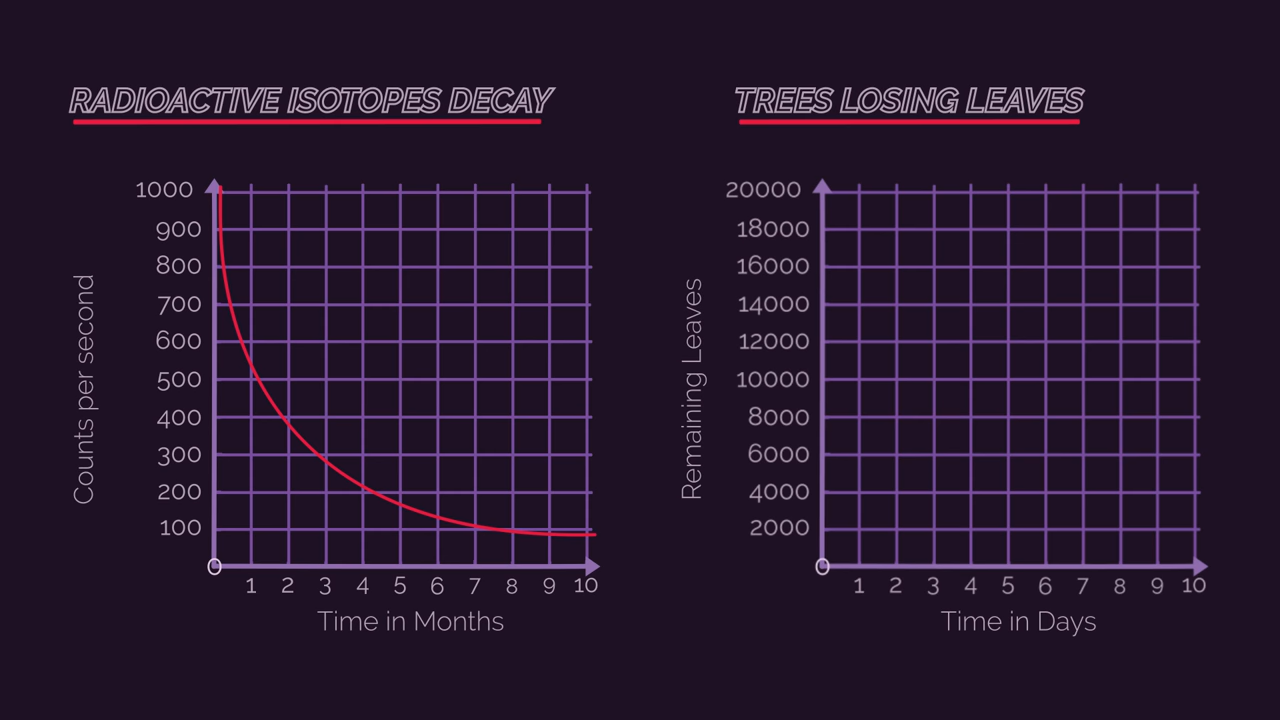 RADIOACTIVE ISOTOPES DECAY
Counts per second
1000
900
800
700
600
500
400
300
200
100
0
1 2 3 4 5 6 7 8 9 10
Time in Months
TREES LOSING LEAVES
Remaining Leaves
20000
18000
16000
14000
12000
10000
8000
6000
4000
2000
0
1 2 3 4 5 6 7 8 9 10
Time in Days